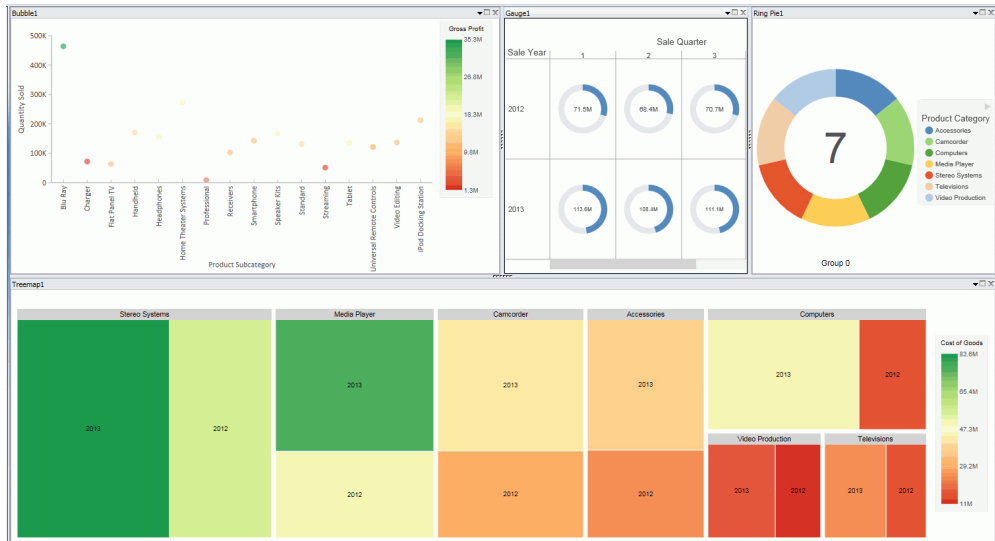 Bubble1
Gross Profit
500K
400K
300K
200K
100K
0
Quantity Sold
35.3M
26.8M
18.3M
9.8M
1.3M
Blu Ray
Charger
Flat Panel TV
Handheld
Headphones
Home Theater Systems
Professional
Receivers
Smartphone
Speaker Kits
Standard
Streaming
Tablet
Universal Remote Controls
Video Editing
iPod Docking Station
Product Subcategory
Gauge1
Sale Quarter
Sale Year
1 2 3
2012
71.5M 68.4M 70.7M
2013
113.6M 108.4M 111.1M
Ring Pie1
7
Group 0
Product Category
Accessories
Camcorder
Computers
Media Player
Stereo Systems
Televisions
Video Production
Treemap1
Stereo Systems
2013
2012
Media Player
2013
2012
Camcorder
2013
2012
Accessories
2013
2012
Computers
2013
2012
Video Production
2013
2012
Televisions
2013
2012
Cost of Goods
83.6M
65.4M
47.3M
29.2M
11M